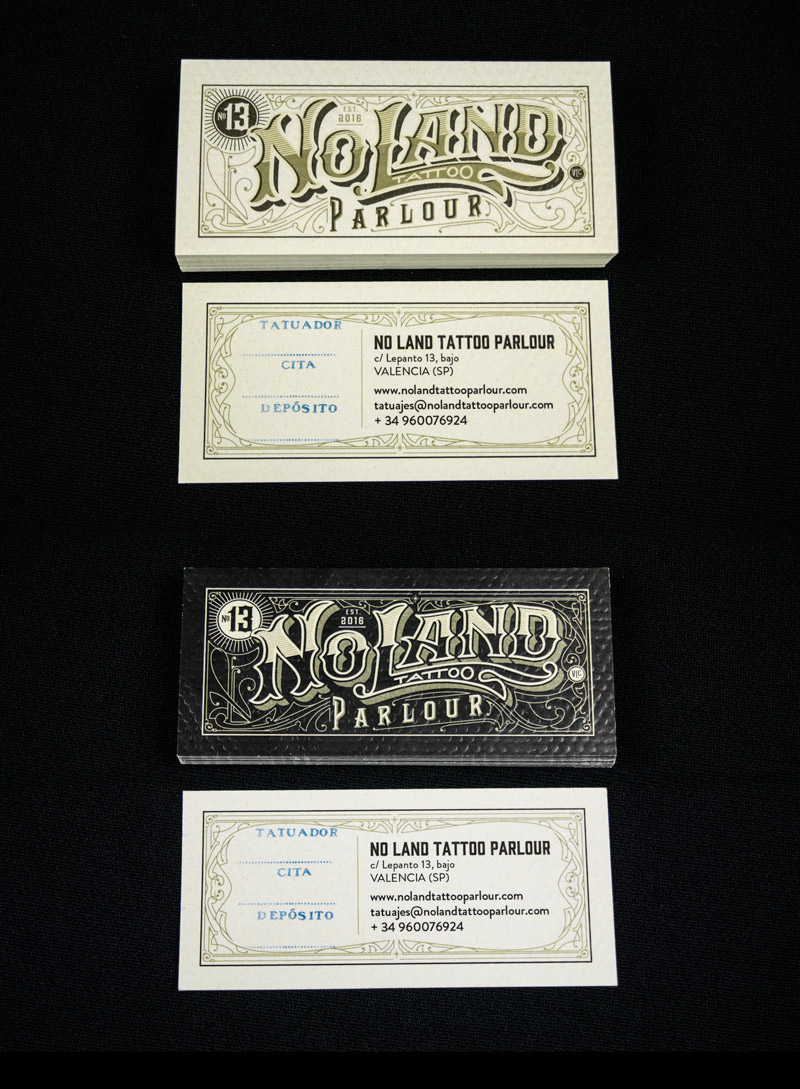 Nº 13
EST.
2016
NO LAND
TATTOO
VLC
PARLOUR
TATUADOR
CITA
DEPÓSITO
NO LAND TATTOO PARLOUR
c/ Lepanto 13, bajo
VALENCIA (SP)
www.nolandtattooparlour.com
tatuajes@nolandtattooparlour.com
+ 34 960076924
Nº 13
EST.
2016
NO LAND
TATTOO
VLC
PARLOUR
TATUADOR
CITA
DEPÓSITO
NO LAND TATTOO PARLOUR
c/ Lepanto 13, bajo
VALENCIA (SP)
www.nolandtattooparlour.com
tatuajes@nolandtattooparlour.com
+ 34 960076924